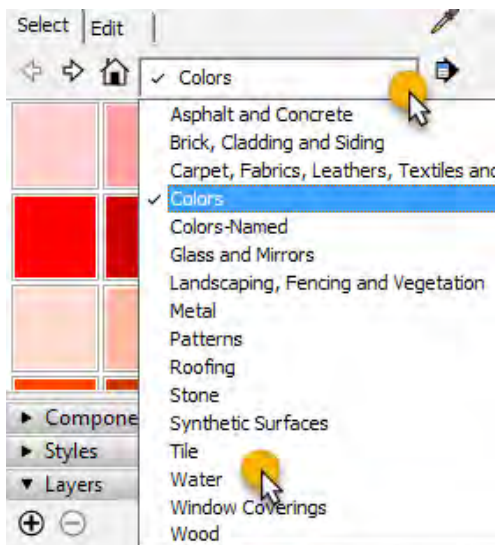 Select Edit
Colors
Asphalt and Concrete
Brick, Cladding and Siding
Carpet, Fabrics, Leathers, Textiles and
Colors
Colors-Named
Glass and Mirrors
Landscaping, Fencing and Vegetation
Metal
Patterns
Roofing
Stone
Compone
Synthetic Surfaces
Styles
Tile
Layers
Water
Window Coverings
Wood